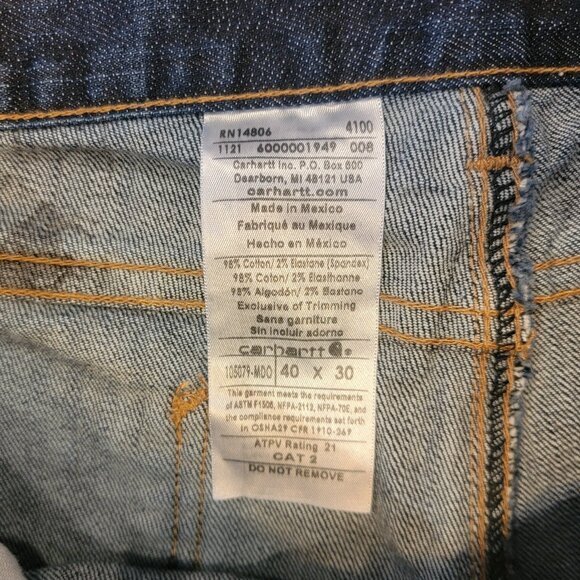 RN14806 4100
1121 6000001949 008
Carhartt Inc. P.O. Box 600
Dearborn, MI 48121 USA
carhartt.com
Made in Mexico
Fabriqué au Mexique
Hecho en México
98% Cotton/ 2% Elastane (Spandex)
98% Coton/ 2% Elasthanne
98% Algodón/ 2% Elastano
Exclusive of Trimming
Sans garniture
Sin incluir adorno
carhartt
105079-MD0 40 X 30
This garment meets the requirements
of ASTM F1506, NFPA-2112, NFPA-70E, and
the compliance requirements set forth
in OSHA29 CFR 1910-269
ATPV Rating 21
CAT 2
DO NOT REMOVE